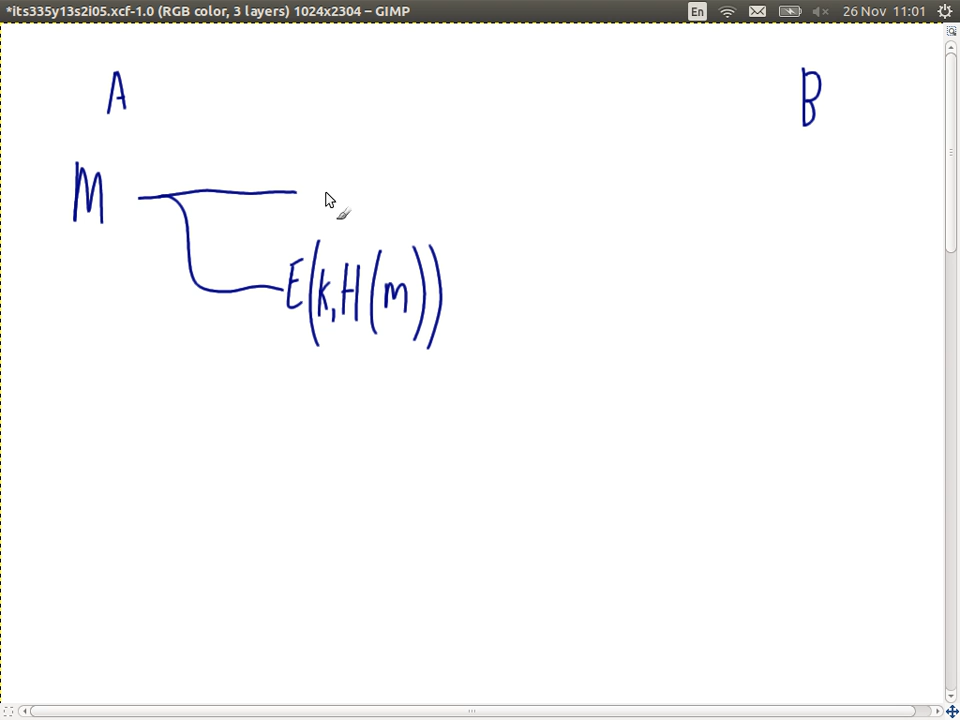 *its335y13s2i05.xcf-1.0 (RGB color, 3 layers) 1024x2304 – GIMP
En
26 Nov 11:01
A
B
M
E(k,H(m))